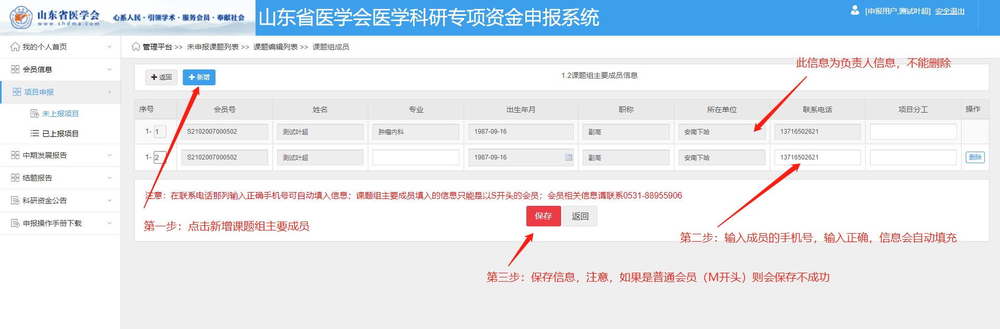 山东省医学会
www.shdma.com
心系人民·引领学术·服务会员·奉献社会
山东省医学会医学科研专项资金申报系统
[申报用户,测试叶超] 安全退出
我的个人首页
会员信息
项目申报
未上报项目
已上报项目
中期发展报告
结题报告
科研资金公告
申报操作手册下载
管理平台 >> 未申报课题列表 >> 课题编辑列表 >> 课题组成员
此信息为负责人信息，不能删除
返回 新增
1.2课题组主要成员信息
序号 会员号 姓名 专业 出生年月 职称 所在单位 联系电话 项目分工 操作
1- 1 S2102007000502 测试叶超 肿瘤内科 1987-09-16 副高 安南下哈 13716502621
1- 2 S2102007000502 测试叶超 1987-09-16 副高 安南下哈 13716502621 删除
注意：在联系电话那列输入正确手机号可自动填入信息；课题组主要成员填入的信息只能是以S开头的会员；会员相关信息请联系0531-88955906
保存 返回
第一步：点击新增课题组主要成员
第二步：输入成员的手机号，输入正确，信息会自动填充
第三步：保存信息，注意，如果是普通会员（M开头）则会保存不成功